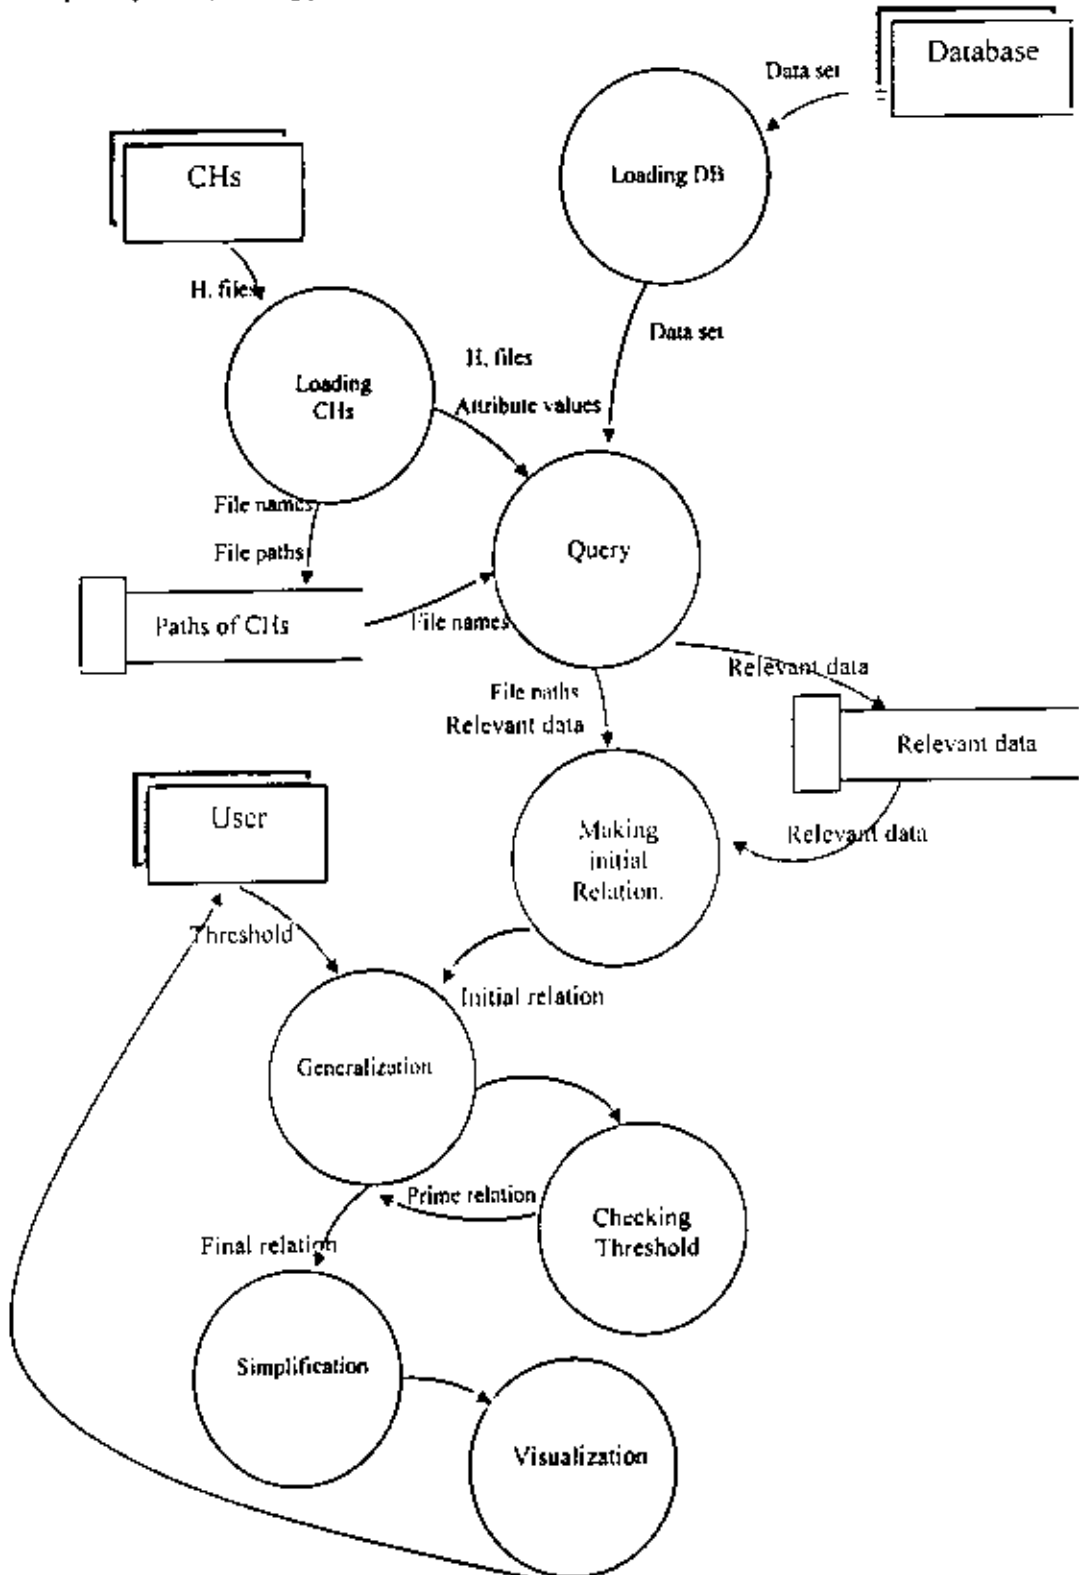 Database
Data set
Loading DB
CHs
H. files
Data set
H. files
Loading
CHs
Attribute values
File names
File paths
Query
Paths of CHs
File names
Relevant data
File paths
Relevant data
Relevant data
User
Making
initial
Relation.
Relevant data
Threshold
Initial relation
Generalization
Prime relation
Checking
Threshold
Final relation
Simplification
Visualization